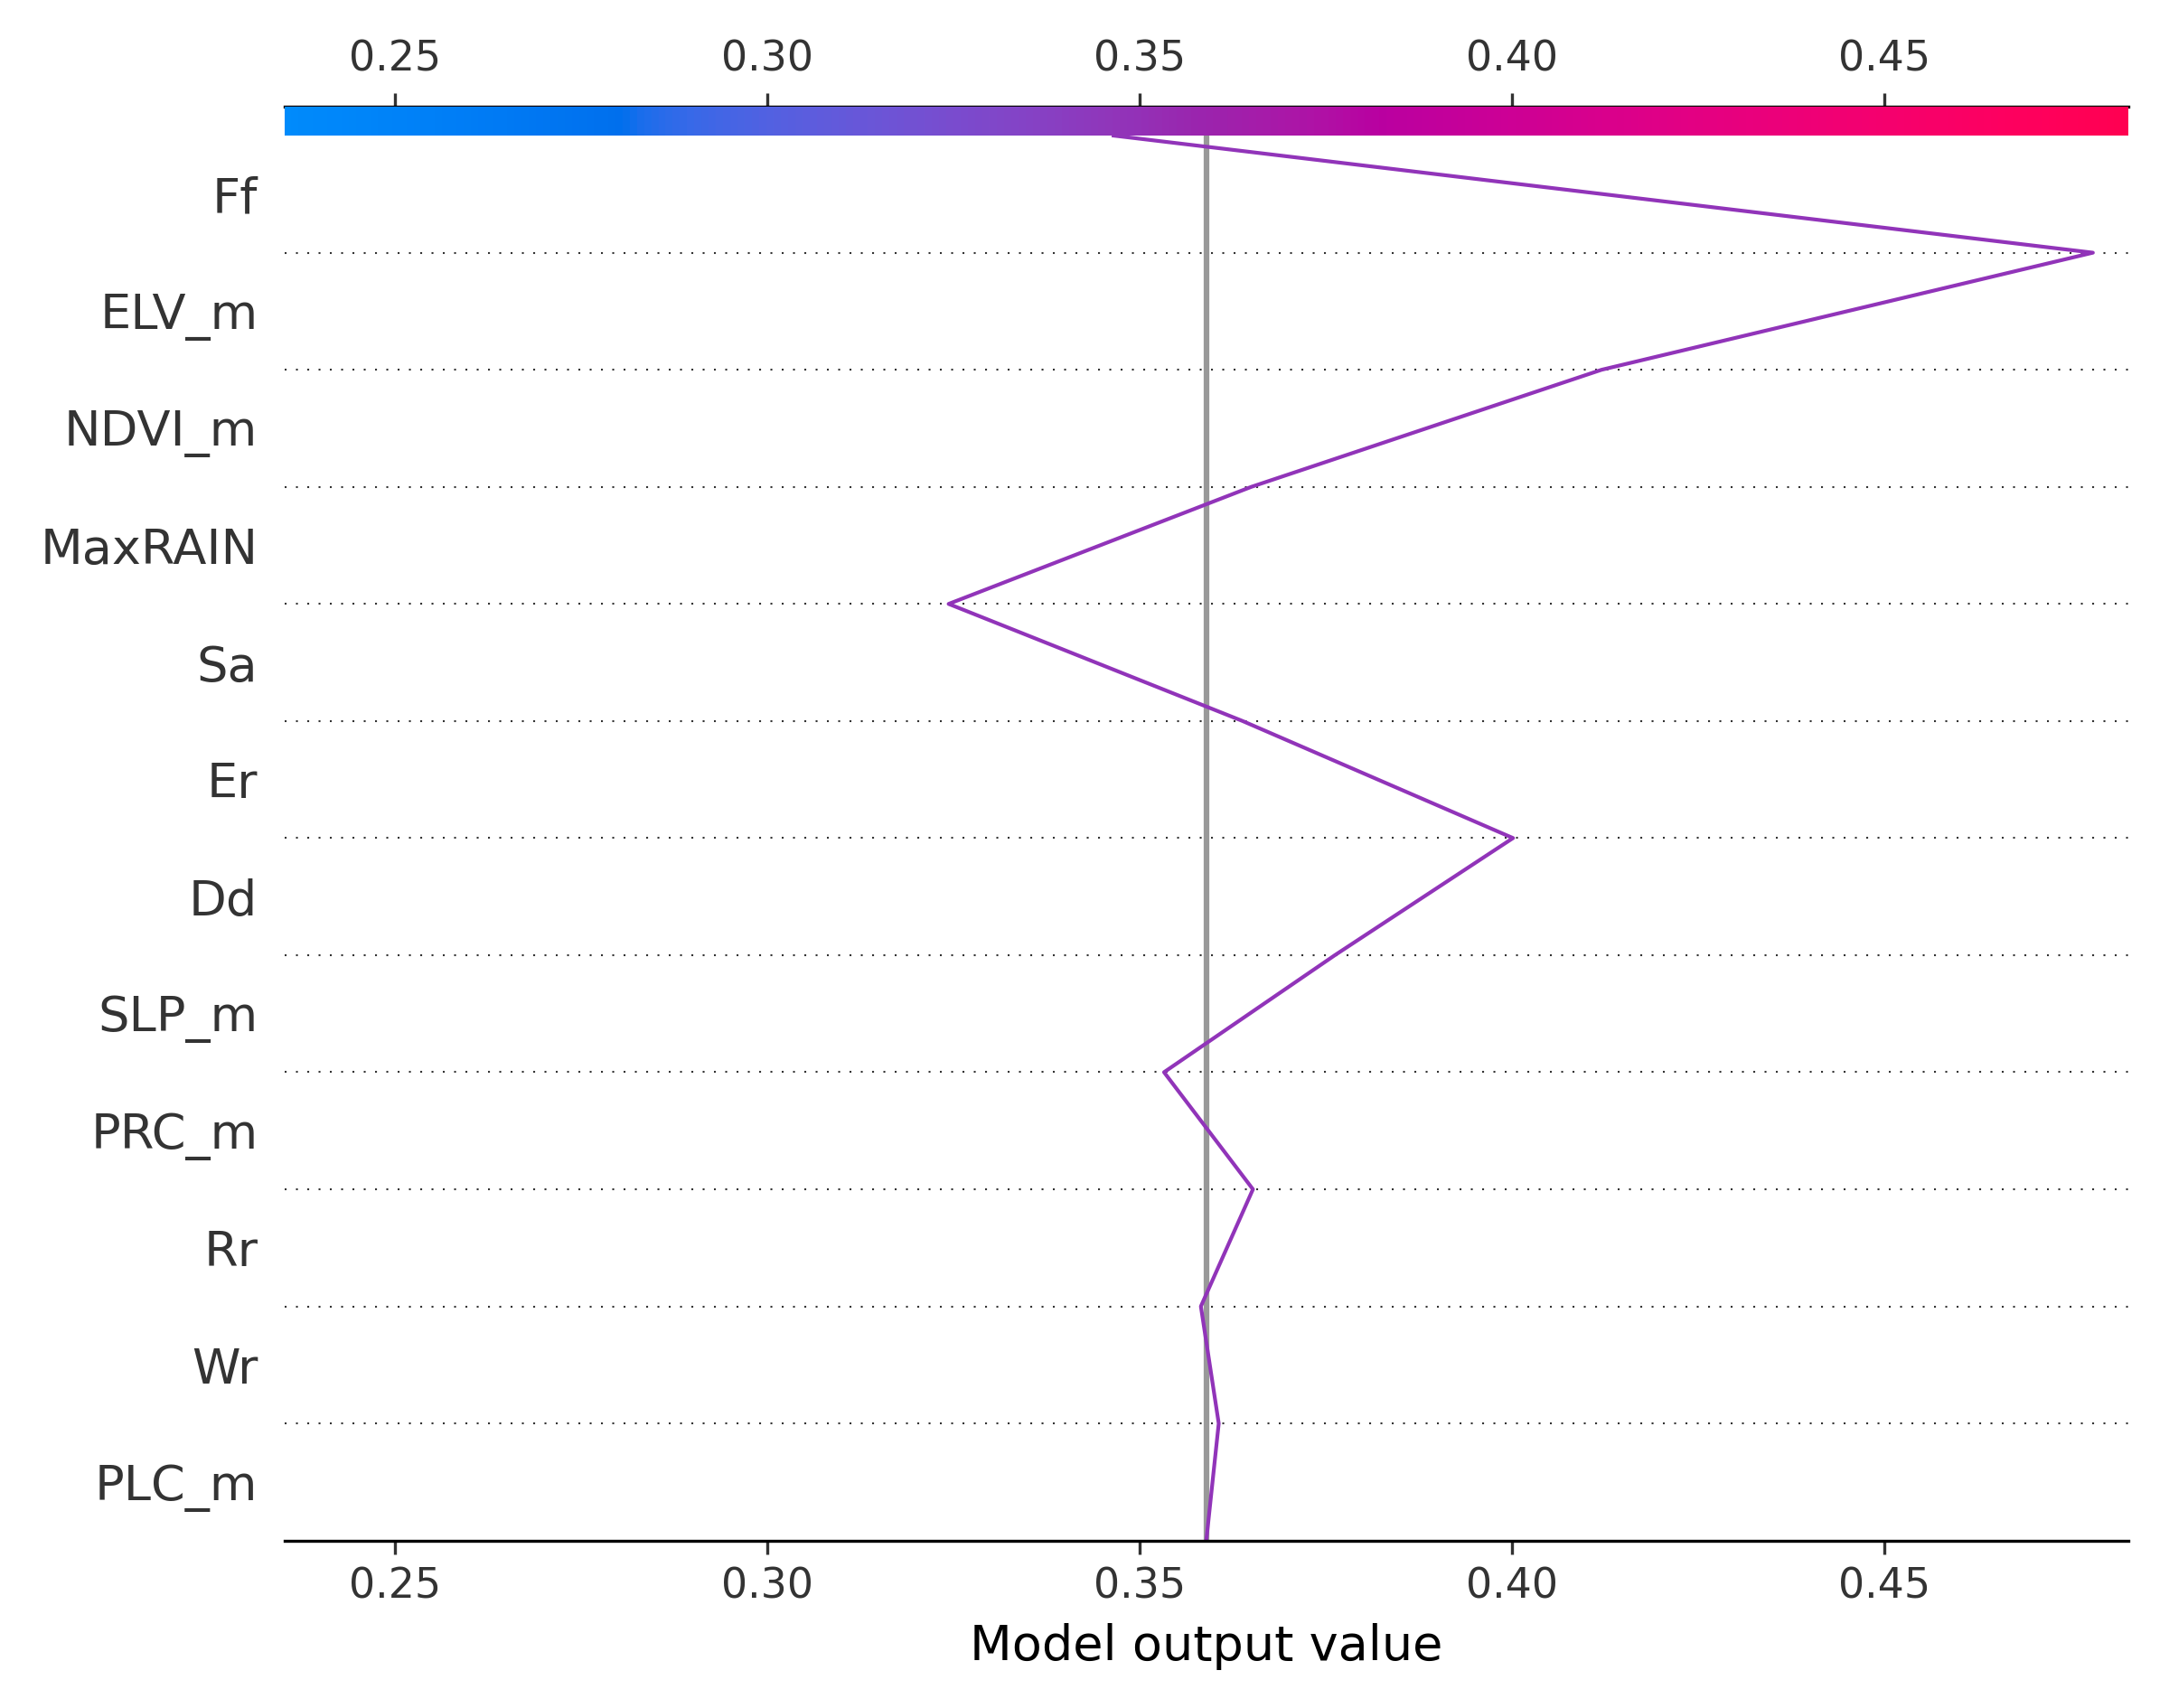 0.25 0.30 0.35 0.40 0.45
Ff
ELV_m
NDVI_m
MaxRAIN
Sa
Er
Dd
SLP_m
PRC_m
Rr
Wr
PLC_m
0.25 0.30 0.35 0.40 0.45
Model output value